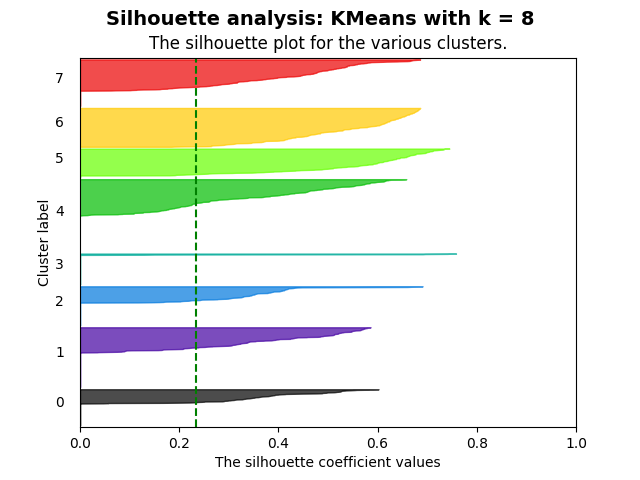 Silhouette analysis: KMeans with k = 8
The silhouette plot for the various clusters.
7
6
5
4
3
2
1
0
Cluster label
0.0 0.2 0.4 0.6 0.8 1.0
The silhouette coefficient values